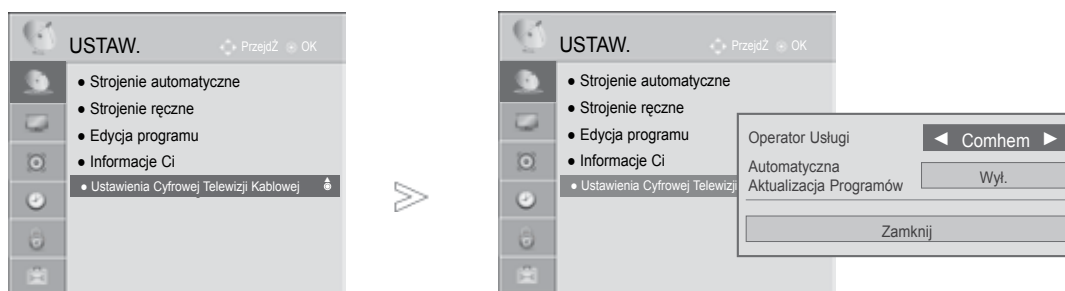 USTAW.
PrzejdŹ OK
● Strojenie automatyczne
● Strojenie ręczne
● Edycja programu
● Informacje Ci
● Ustawienia Cyfrowej Telewizji Kablowej
USTAW.
PrzejdŹ OK
● Strojenie automatyczne
● Strojenie ręczne
● Edycja programu
● Informacje Ci
● Ustawienia Cyfrowej Telewizji
Operator Usługi ◄ Comhem ►
Automatyczna
Aktualizacja Programów Wył.
Zamknij